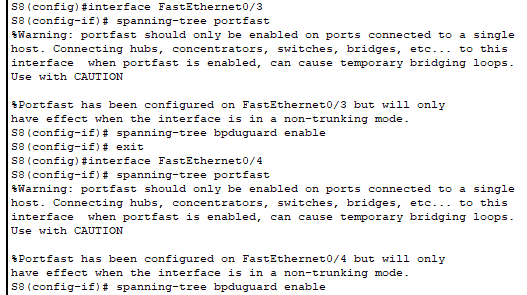 S8(config)#interface FastEthernet0/3
S8(config-if)# spanning-tree portfast
%Warning: portfast should only be enabled on ports connected to a single
host. Connecting hubs, concentrators, switches, bridges, etc... to this
interface  when portfast is enabled, can cause temporary bridging loops.
Use with CAUTION

%Portfast has been configured on FastEthernet0/3 but will only
have effect when the interface is in a non-trunking mode.
S8(config-if)# spanning-tree bpduguard enable
S8(config-if)# exit
S8(config)#interface FastEthernet0/4
S8(config-if)# spanning-tree portfast
%Warning: portfast should only be enabled on ports connected to a single
host. Connecting hubs, concentrators, switches, bridges, etc... to this
interface  when portfast is enabled, can cause temporary bridging loops.
Use with CAUTION

%Portfast has been configured on FastEthernet0/4 but will only
have effect when the interface is in a non-trunking mode.
S8(config-if)# spanning-tree bpduguard enable